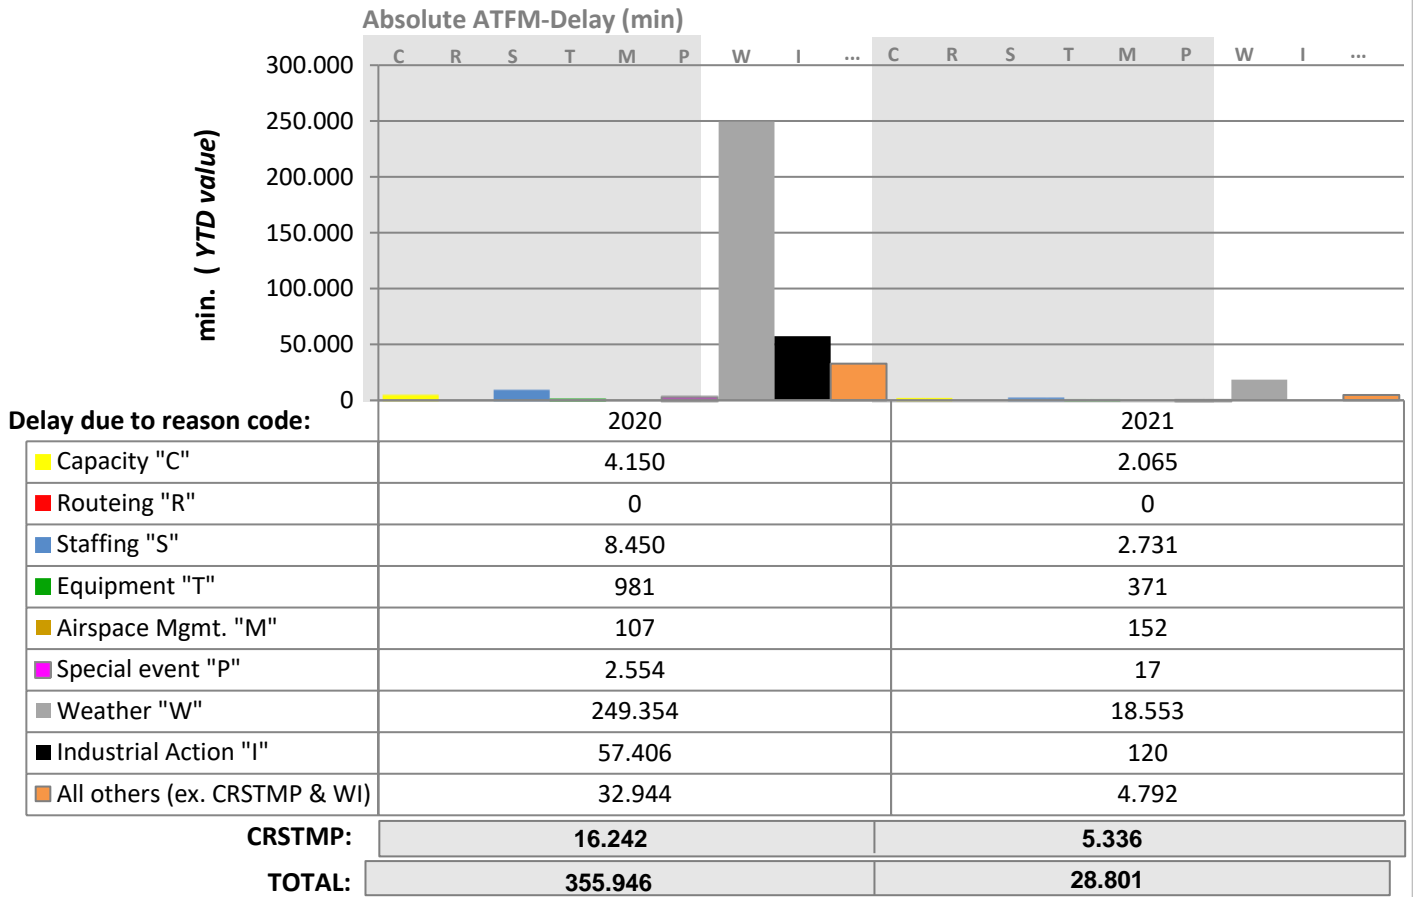 Absolute ATFM-Delay (min)
C R S T M P W I ... C R S T M P W I ...
300.000
250.000
200.000
150.000
100.000
50.000
0
min. ( YTD value)
Delay due to reason code: 2020 2021
Capacity "C" 4.150 2.065
Routeing "R" 0 0
Staffing "S" 8.450 2.731
Equipment "T" 981 371
Airspace Mgmt. "M" 107 152
Special event "P" 2.554 17
Weather "W" 249.354 18.553
Industrial Action "I" 57.406 120
All others (ex. CRSTMP & WI) 32.944 4.792
CRSTMP: 16.242 5.336
TOTAL: 355.946 28.801